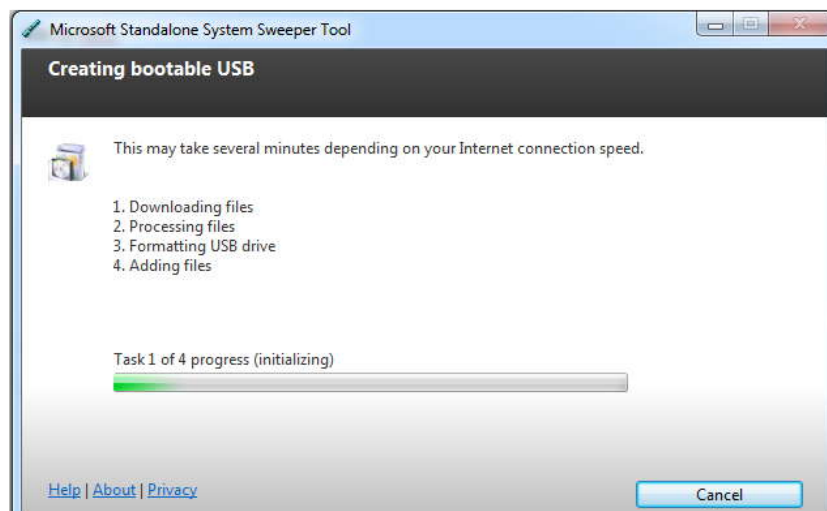 Microsoft Standalone System Sweeper Tool
Creating bootable USB
This may take several minutes depending on your Internet connection speed.
1. Downloading files
2. Processing files
3. Formatting USB drive
4. Adding files
Task 1 of 4 progress (initializing)
Help | About | Privacy
Cancel